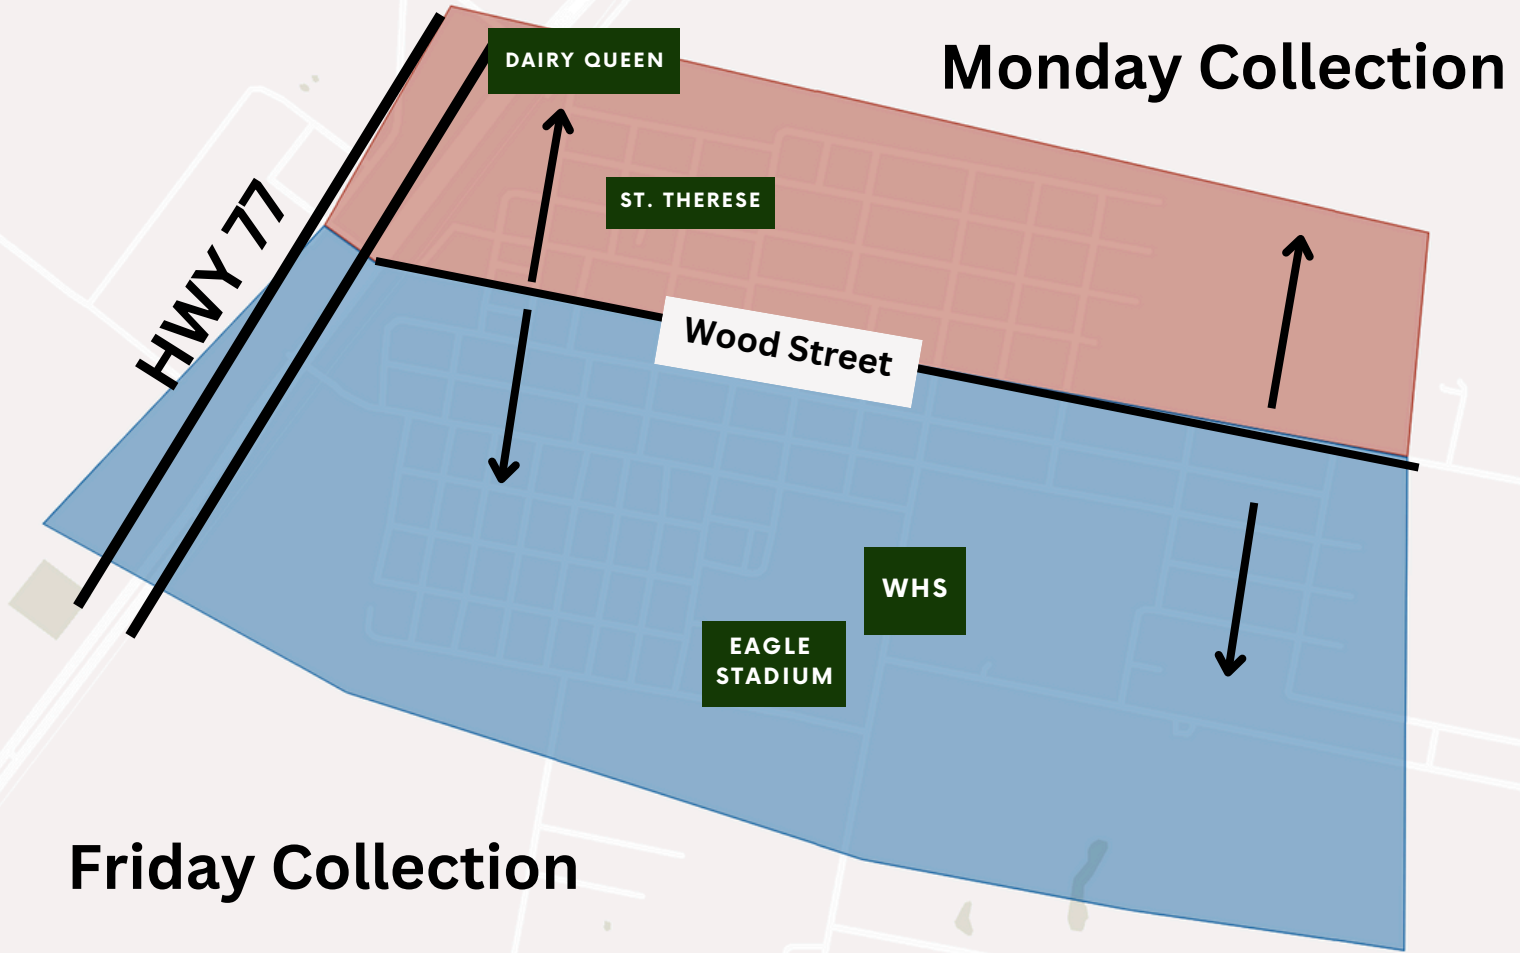 DAIRY QUEEN
Monday Collection
ST. THERESE
HWY 77
Wood Street
WHS
EAGLE
STADIUM
Friday Collection